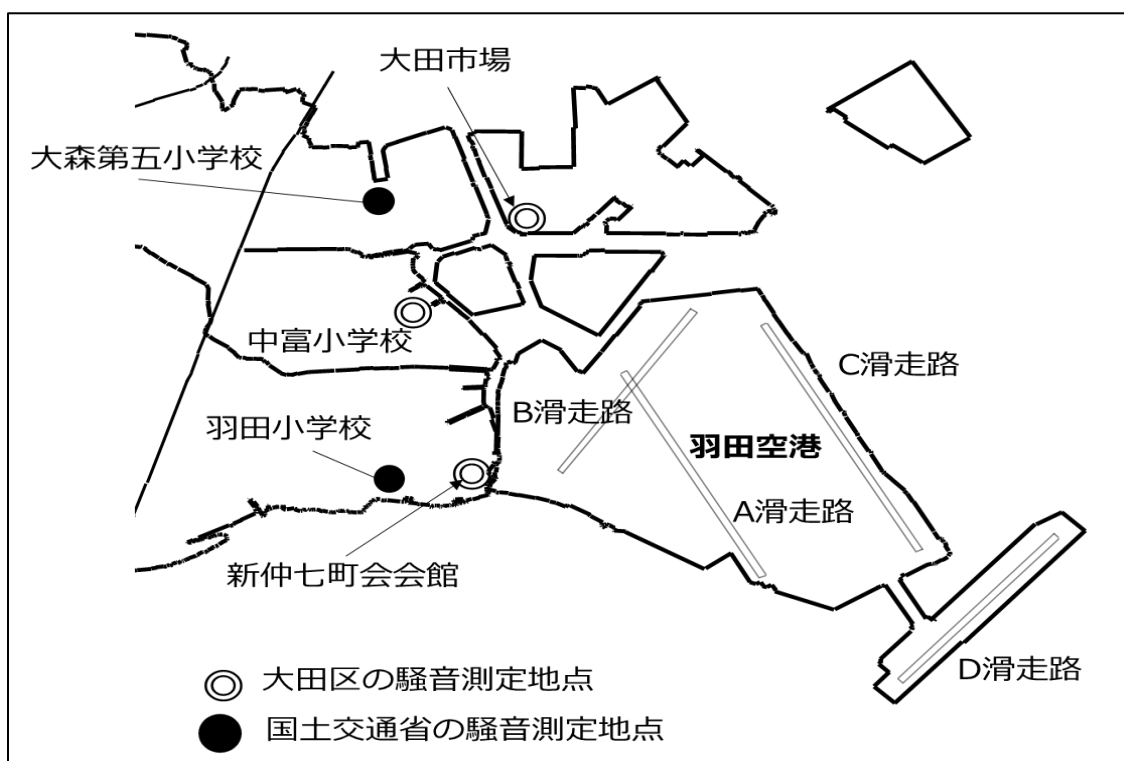 大田市場
大森第五小学校
中富小学校
C滑走路
B滑走路
羽田小学校
羽田空港
A滑走路
新仲七町会会館
D滑走路
大田区の騒音測定地点
国土交通省の騒音測定地点